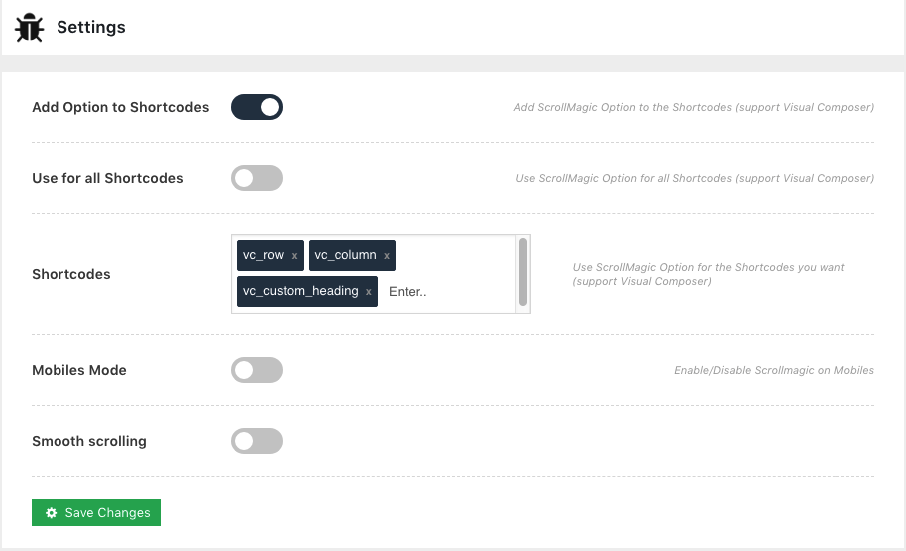 Settings
Add Option to Shortcodes
Add ScrollMagic Option to the Shortcodes (support Visual Composer)
Use for all Shortcodes
Use ScrollMagic Option for all Shortcodes (support Visual Composer)
Shortcodes
vc_row x vc_column x
vc_custom_heading x Enter..
Use ScrollMagic Option for the Shortcodes you want
(support Visual Composer)
Mobiles Mode
Enable/Disable Scrollmagic on Mobiles
Smooth scrolling
Save Changes